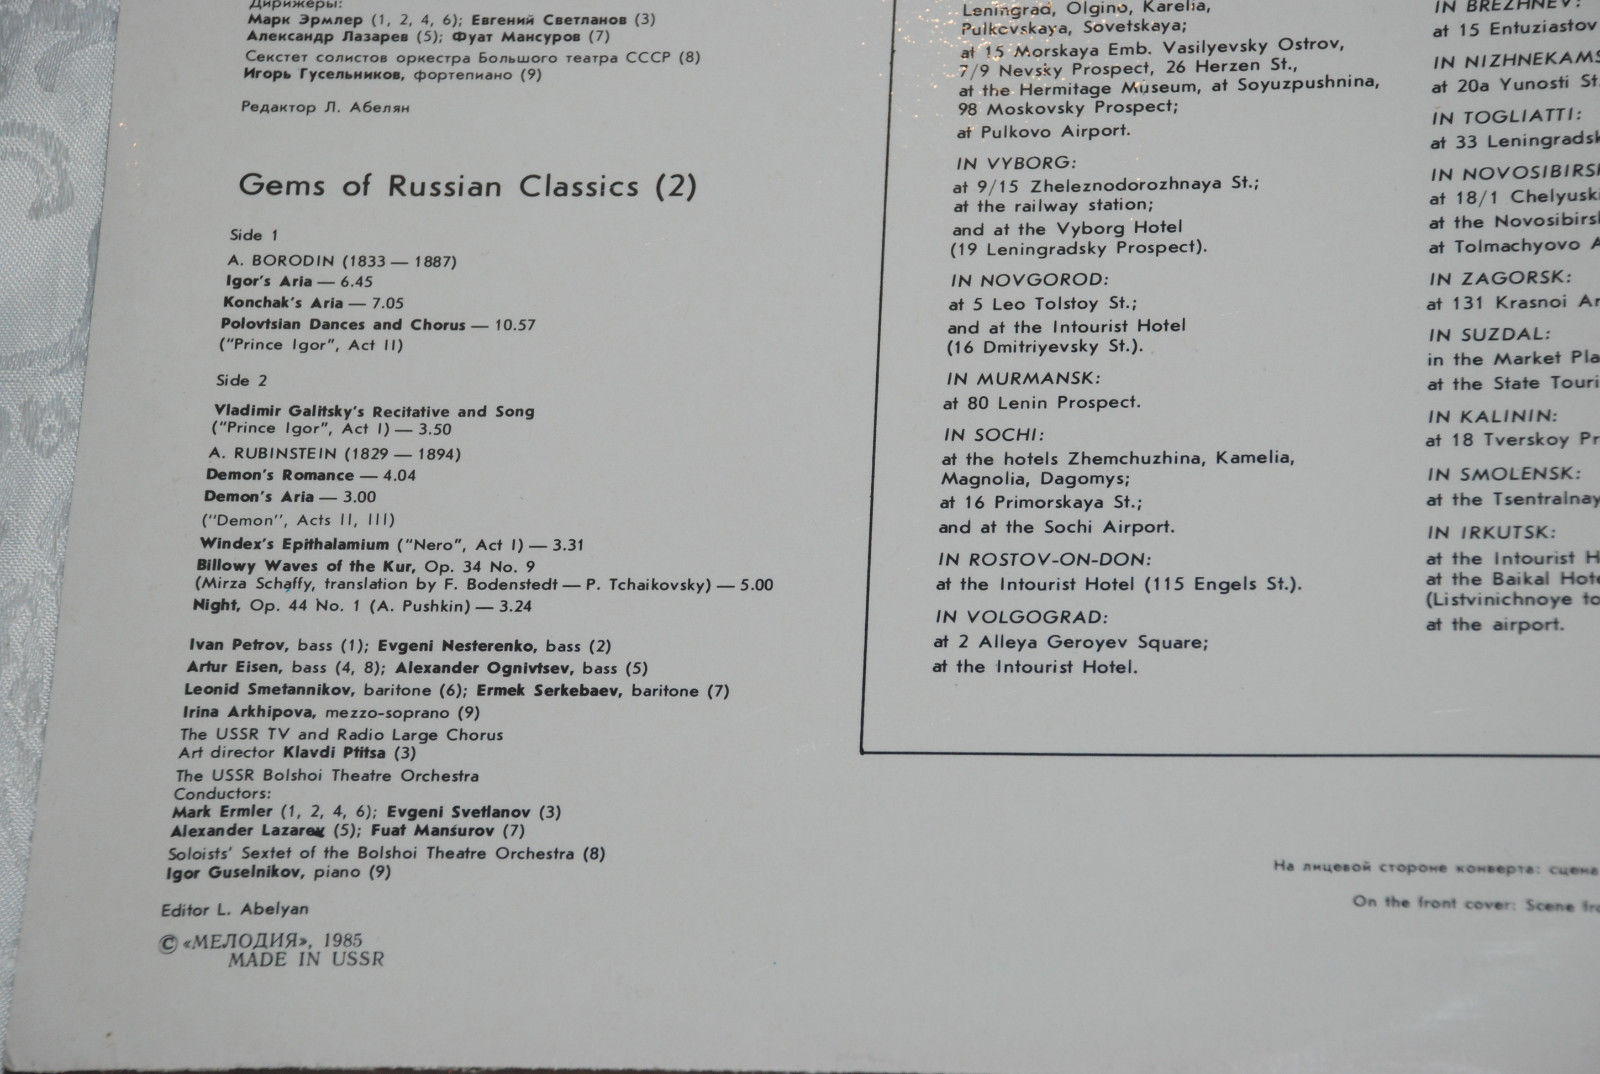 Дирижеры:
Марк Эрмлер (1, 2, 4, 6); Евгений Светланов (3)
Александр Лазарев (5); Фуат Мансуров (7)
Секстет солистов оркестра Большого театра СССР (8)
Игорь Гусельников, фортепиано (9)
Редактор Л. Абелян
Gems of Russian Classics (2)
Side 1
A. BORODIN (1833 — 1887)
Igor's Aria — 6.45
Konchak's Aria — 7.05
Polovtsian Dances and Chorus — 10.57
("Prince Igor", Act II)
Side 2
Vladimir Galitsky's Recitative and Song
("Prince Igor", Act I) — 3.50
A. RUBINSTEIN (1829 — 1894)
Demon's Romance — 4.04
Demon's Aria — 3.00
("Demon", Acts II, III)
Windex's Epithalamium ("Nero", Act I) — 3.31
Billowy Waves of the Kur, Op. 34 No. 9
(Mirza Schaffy, translation by F. Bodenstedt — P. Tchaikovsky) — 5.00
Night, Op. 44 No. 1 (A. Pushkin) — 3.24
Ivan Petrov, bass (1); Evgeni Nesterenko, bass (2)
Artur Eisen, bass (4, 8); Alexander Ognivtsev, bass (5)
Leonid Smetannikov, baritone (6); Ermek Serkebaev, baritone (7)
Irina Arkhipova, mezzo-soprano (9)
The USSR TV and Radio Large Chorus
Art director Klavdi Ptitsa (3)
The USSR Bolshoi Theatre Orchestra
Conductors:
Mark Ermler (1, 2, 4, 6); Evgeni Svetlanov (3)
Alexander Lazarev (5); Fuat Mansurov (7)
Soloists' Sextet of the Bolshoi Theatre Orchestra (8)
Igor Guselnikov, piano (9)
Editor L. Abelyan
© «МЕЛОДИЯ», 1985
MADE IN USSR
Leningrad, Olgino, Karelia,
Pulkovskaya, Sovetskaya;
at 15 Morskaya Emb. Vasilyevsky Ostrov,
7/9 Nevsky Prospect, 26 Herzen St.,
at the Hermitage Museum, at Soyuzpushnina,
98 Moskovsky Prospect;
at Pulkovo Airport.
IN VYBORG:
at 9/15 Zheleznodorozhnaya St.;
at the railway station;
and at the Vyborg Hotel
(19 Leningradsky Prospect).
IN NOVGOROD:
at 5 Leo Tolstoy St.;
and at the Intourist Hotel
(16 Dmitriyevsky St.).
IN MURMANSK:
at 80 Lenin Prospect.
IN SOCHI:
at the hotels Zhemchuzhina, Kamelia,
Magnolia, Dagomys;
at 16 Primorskaya St.;
and at the Sochi Airport.
IN ROSTOV-ON-DON:
at the Intourist Hotel (115 Engels St.).
IN VOLGOGRAD:
at 2 Alleya Geroyev Square;
at the Intourist Hotel.
IN BREZHNEV:
at 15 Entuziastov
IN NIZHNEKAMS
at 20a Yunosti St.
IN TOGLIATTI:
at 33 Leningradsk
IN NOVOSIBIRSK
at 18/1 Chelyuski
at the Novosibirsk
at Tolmachyovo A
IN ZAGORSK:
at 131 Krasnoi Ar
IN SUZDAL:
in the Market Pla
at the State Touri
IN KALININ:
at 18 Tverskoy Pr
IN SMOLENSK:
at the Tsentralnay
IN IRKUTSK:
at the Intourist H
at the Baikal Hote
(Listvinichnoye to
at the airport.
На лицевой стороне конверта: сцена
On the front cover: Scene fro